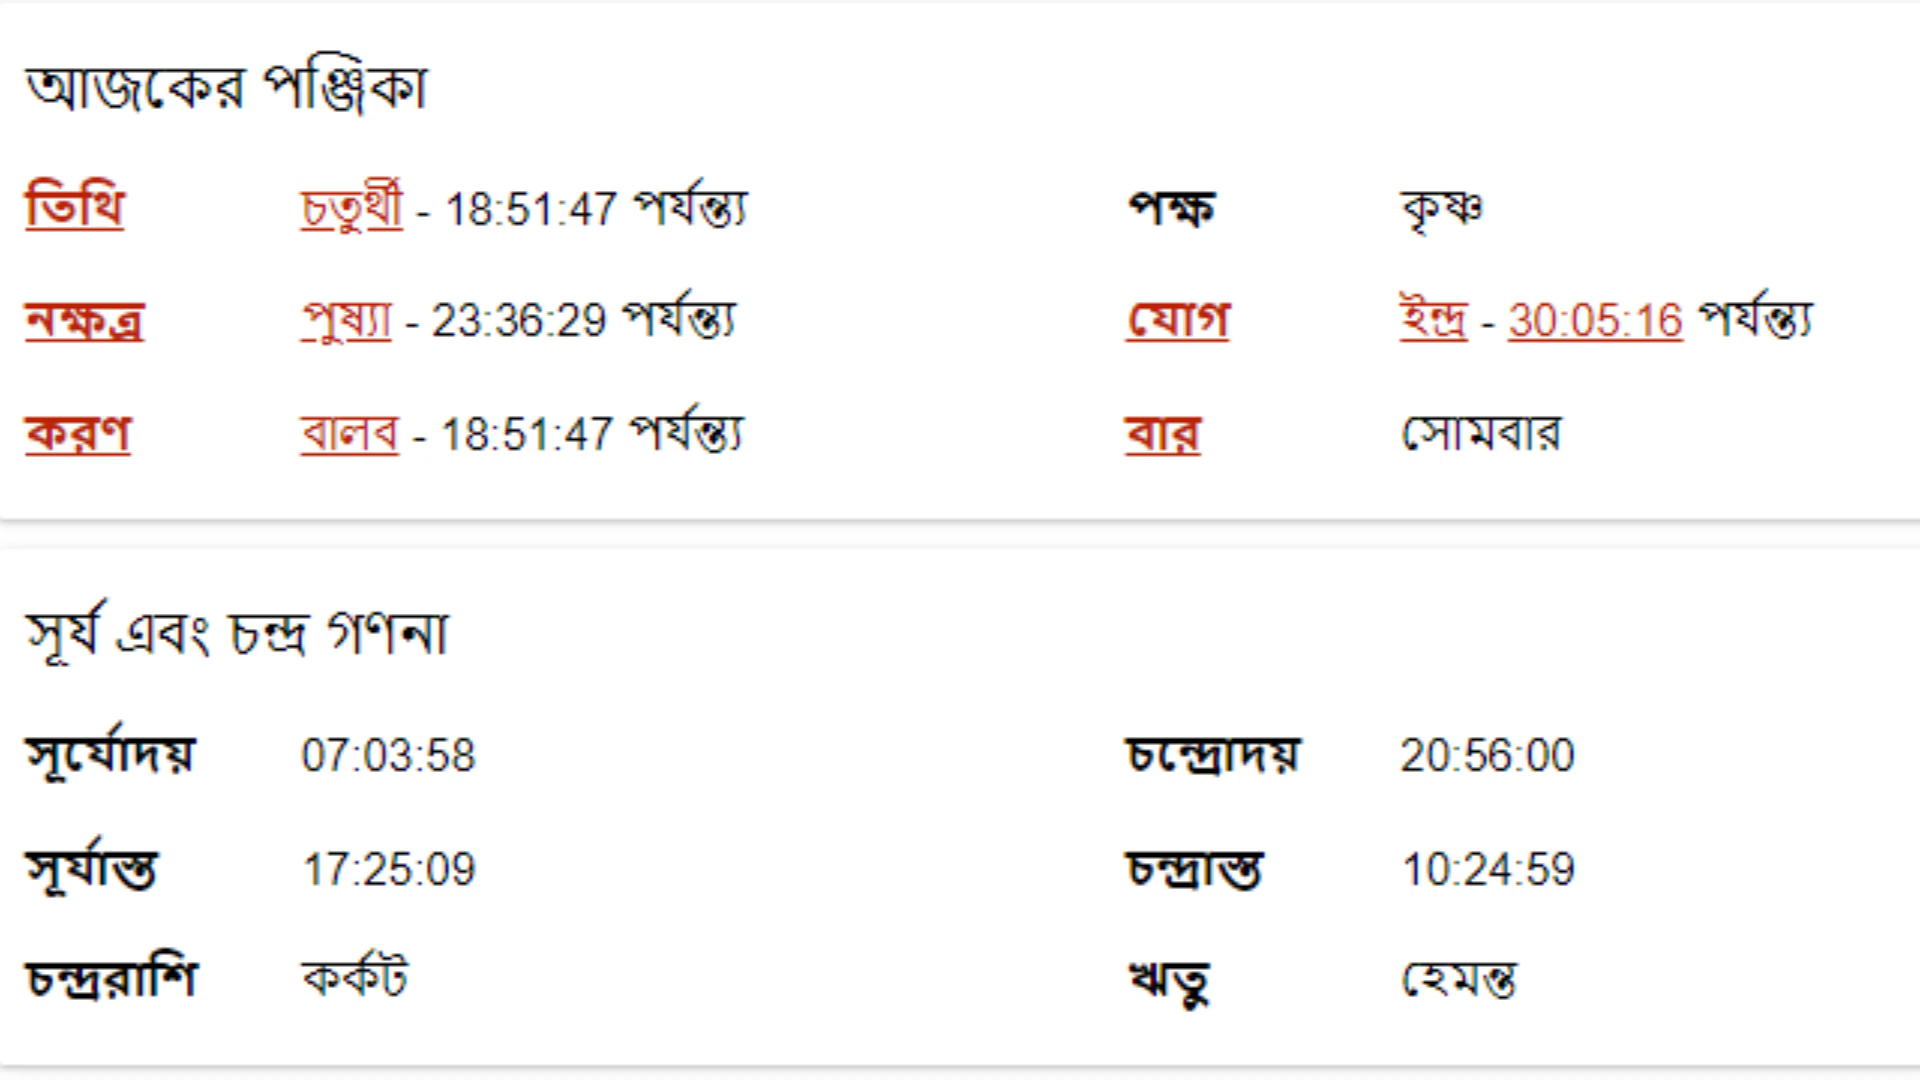 আজকের পঞ্জিকা
তিথি চতুর্থী - 18:51:47 পর্যন্ত্য পক্ষ কৃষ্ণ
নক্ষত্র পুষ্যা - 23:36:29 পর্যন্ত্য যোগ ইন্দ্র - 30:05:16 পর্যন্ত্য
করণ বালব - 18:51:47 পর্যন্ত্য বার সোমবার
সূর্য এবং চন্দ্র গণনা
সূর্যোদয় 07:03:58 চন্দ্রোদয় 20:56:00
সূর্যাস্ত 17:25:09 চন্দ্রাস্ত 10:24:59
চন্দ্ররাশি কর্কট ঋতু হেমন্ত